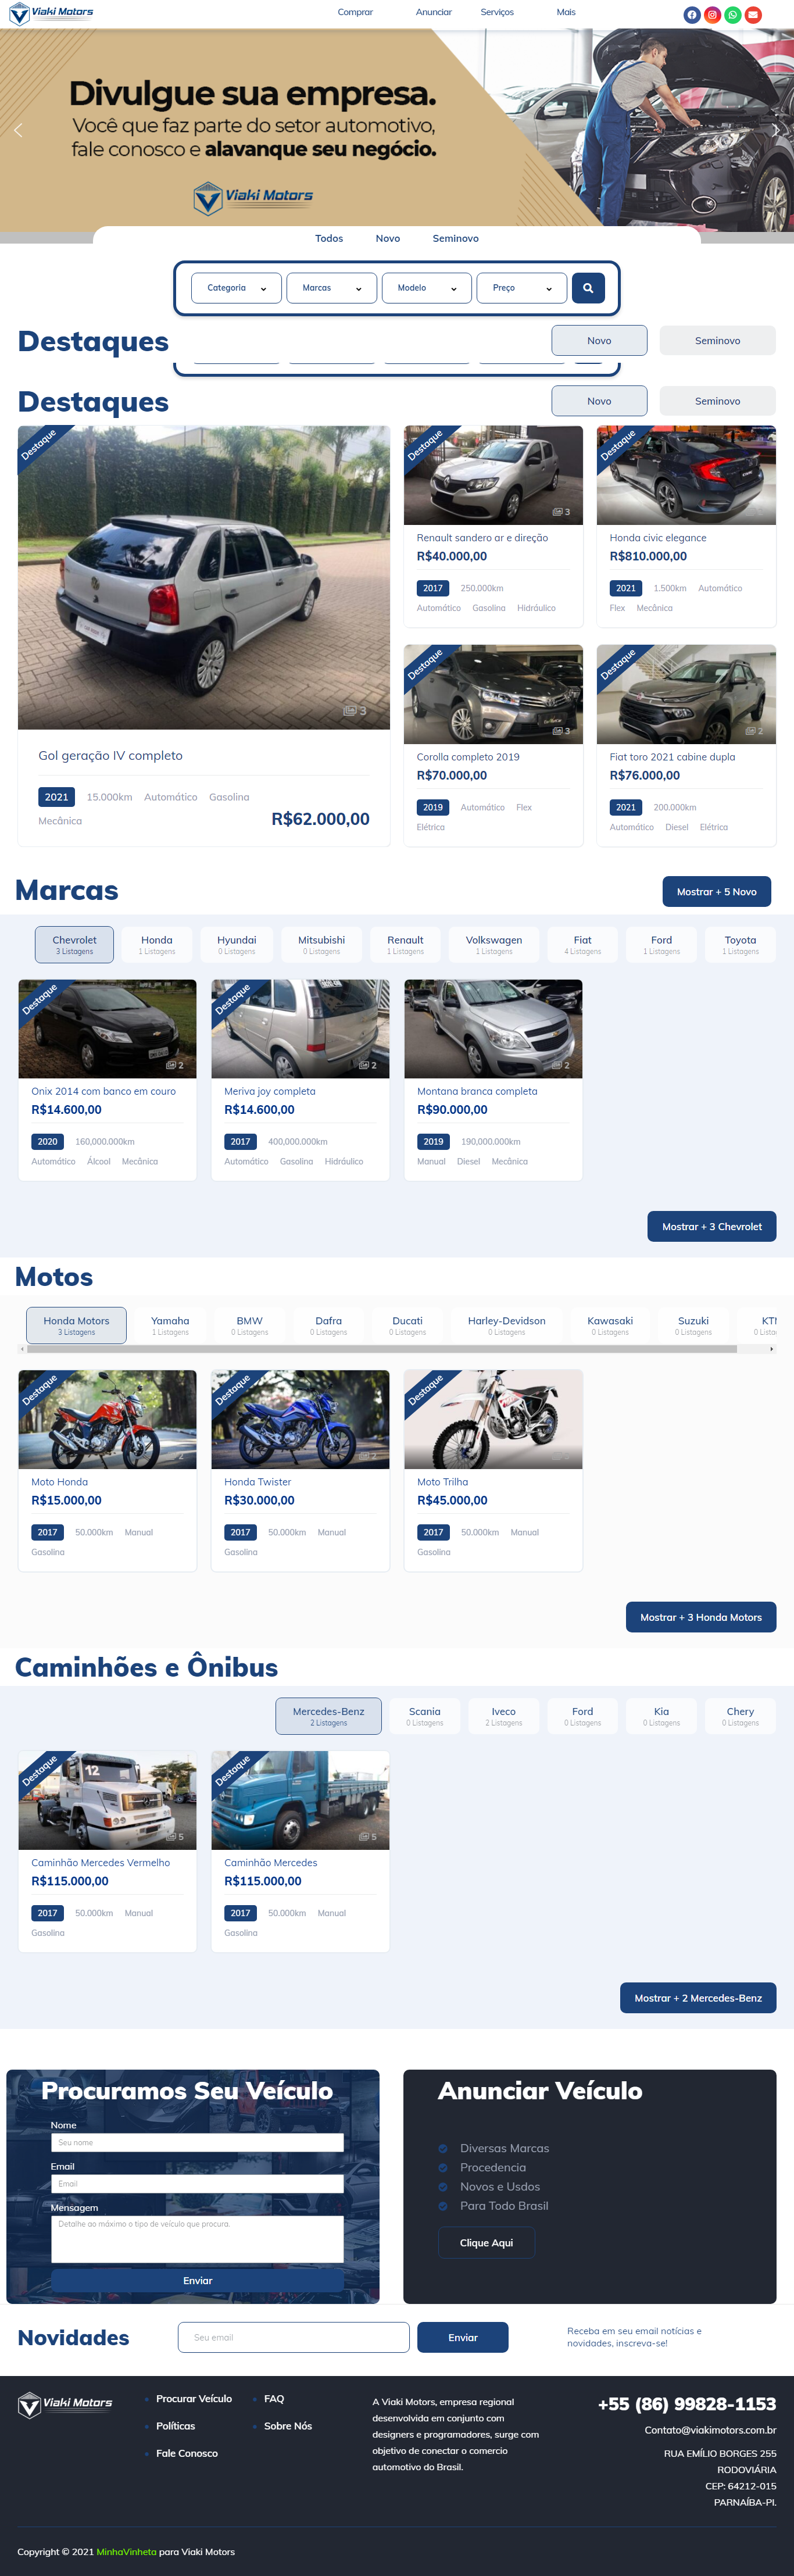 Viaki Motors
Comprar
Anunciar
Serviços
Mais
Divulgue sua empresa.
Você que faz parte do setor automotivo,
fale conosco e alavanque seu negócio.
Viaki Motors
Todos
Novo
Seminovo
Categoria
Marcas
Modelo
Preço
Destaques
Novo
Seminovo
Destaques
Novo
Seminovo
Destaque
3
Gol geração IV completo
2021 15.000km Automático Gasolina
Mecânica
R$62.000,00
Destaque
3
Renault sandero ar e direção
R$40.000,00
2017 250.000km
Automático Gasolina Hidráulico
Destaque
Honda civic elegance
R$810.000,00
2021 1.500km Automático
Flex Mecânica
Destaque
3
Corolla completo 2019
R$70.000,00
2019 Automático Flex
Elétrica
Destaque
2
Fiat toro 2021 cabine dupla
R$76.000,00
2021 200.000km
Automático Diesel Elétrica
Marcas
Mostrar + 5 Novo
Chevrolet
3 Listagens
Honda
1 Listagens
Hyundai
0 Listagens
Mitsubishi
0 Listagens
Renault
1 Listagens
Volkswagen
1 Listagens
Fiat
4 Listagens
Ford
1 Listagens
Toyota
1 Listagens
Destaque
2
Onix 2014 com banco em couro
R$14.600,00
2020 160,000.000km
Automático Álcool Mecânica
Destaque
2
Meriva joy completa
R$14.600,00
2017 400,000.000km
Automático Gasolina Hidráulico
2
Montana branca completa
R$90.000,00
2019 190,000.000km
Manual Diesel Mecânica
Mostrar + 3 Chevrolet
Motos
Honda Motors
3 Listagens
Yamaha
1 Listagens
BMW
0 Listagens
Dafra
0 Listagens
Ducati
0 Listagens
Harley-Devidson
0 Listagens
Kawasaki
0 Listagens
Suzuki
0 Listagens
KTM
0 Listag
Destaque
2
Moto Honda
R$15.000,00
2017 50.000km Manual
Gasolina
Destaque
Honda Twister
R$30.000,00
2017 50.000km Manual
Gasolina
Destaque
Moto Trilha
R$45.000,00
2017 50.000km Manual
Gasolina
Mostrar + 3 Honda Motors
Caminhões e Ônibus
Mercedes-Benz
2 Listagens
Scania
0 Listagens
Iveco
2 Listagens
Ford
0 Listagens
Kia
0 Listagens
Chery
0 Listagens
Destaque
12
5
Caminhão Mercedes Vermelho
R$115.000,00
2017 50.000km Manual
Gasolina
Destaque
5
Caminhão Mercedes
R$115.000,00
2017 50.000km Manual
Gasolina
Mostrar + 2 Mercedes-Benz
Procuramos Seu Veículo
Nome
Seu nome
Email
Email
Mensagem
Detalhe ao máximo o tipo de veículo que procura.
Enviar
Anunciar Veículo
Diversas Marcas
Procedencia
Novos e Usdos
Para Todo Brasil
Clique Aqui
Novidades
Seu email
Enviar
Receba em seu email notícias e
novidades, inscreva-se!
Viaki Motors
Procurar Veículo
Políticas
Fale Conosco
FAQ
Sobre Nós
A Viaki Motors, empresa regional
desenvolvida em conjunto com
designers e programadores, surge com
objetivo de conectar o comercio
automotivo do Brasil.
+55 (86) 99828-1153
Contato@viakimotors.com.br
RUA EMÍLIO BORGES 255
RODOVIÁRIA
CEP: 64212-015
PARNAÍBA-PI.
Copyright © 2021 MinhaVinheta para Viaki Motors